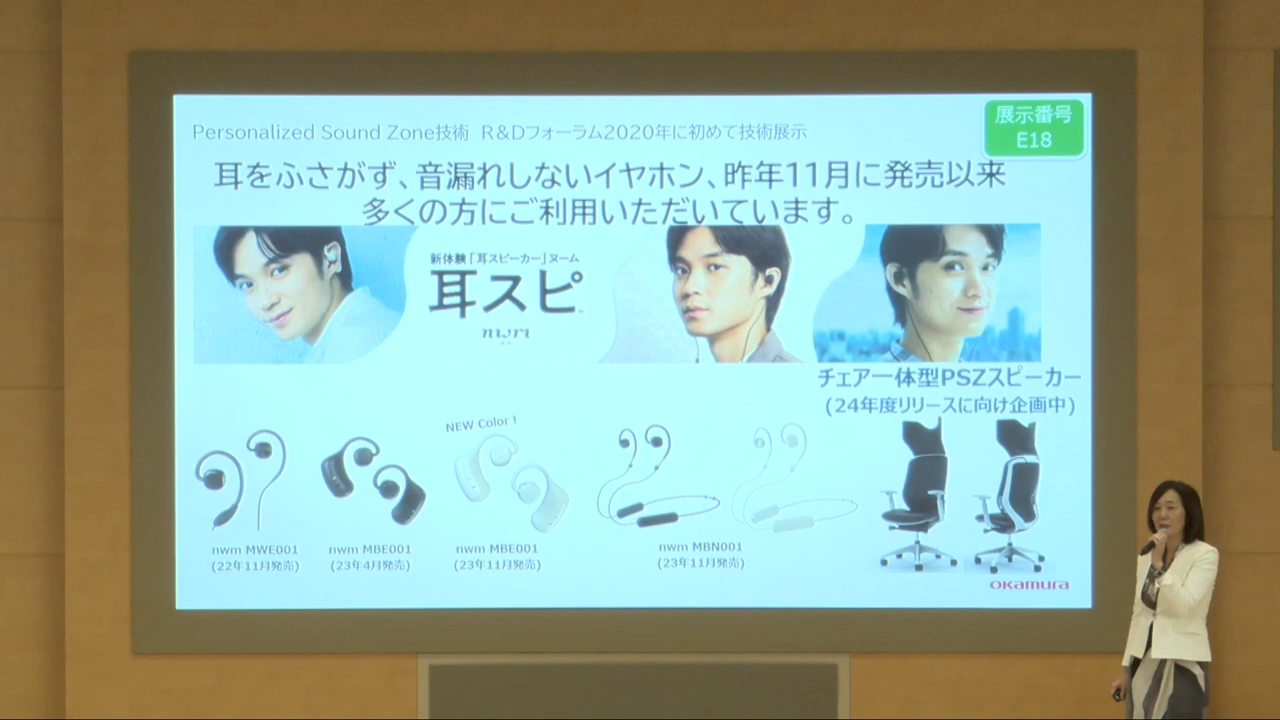 Personalized Sound Zone技術 R&Dフォーラム2020年に初めて技術展示
展示番号
E18
耳をふさがず、音漏れしないイヤホン、昨年11月に発売以来
多くの方にご利用いただいています。
新体験「耳スピーカー」ヌーム
耳スピ
nwm
チェア一体型PSZスピーカー
(24年度リリースに向け企画中)
NEW Color !
nwm MWE001
(22年11月発売)
nwm MBE001
(23年4月発売)
nwm MBE001
(23年11月発売)
nwm MBN001
(23年11月発売)
okamura